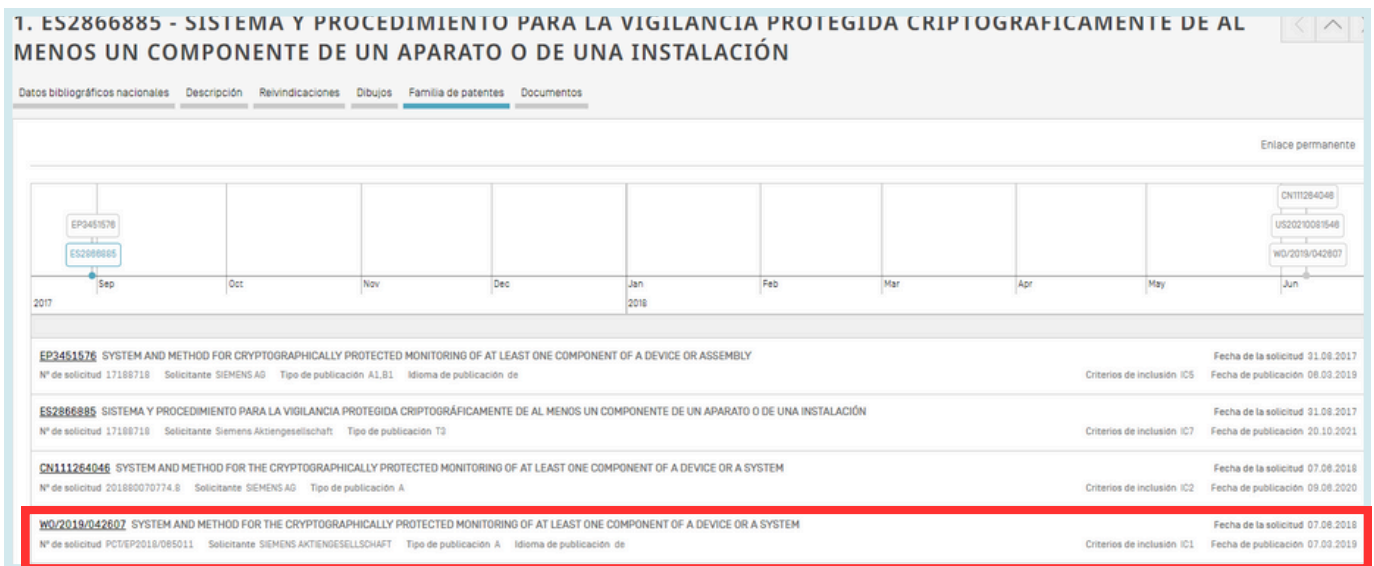 1. ES2866885 - SISTEMA Y PROCEDIMIENTO PARA LA VIGILANCIA PROTEGIDA CRIPTOGRÁFICAMENTE DE AL
MENOS UN COMPONENTE DE UN APARATO O DE UNA INSTALACIÓN
Datos bibliográficos nacionales Descripción Reivindicaciones Dibujos Familia de patentes Documentos
Enlace permanente
CN111264046
EP3451576 US20210081546
ES2866885 WO/2019/042607
Sep Oct Nov Dec Jan Feb Mar Apr May Jun
2017 2018
EP3451576 SYSTEM AND METHOD FOR CRYPTOGRAPHICALLY PROTECTED MONITORING OF AT LEAST ONE COMPONENT OF A DEVICE OR ASSEMBLY Fecha de la solicitud 31.08.2017
Nº de solicitud 17188718 Solicitante SIEMENS AG Tipo de publicación A1,B1 Idioma de publicación de Criterios de inclusión IC5 Fecha de publicación 06.03.2019
ES2866885 SISTEMA Y PROCEDIMIENTO PARA LA VIGILANCIA PROTEGIDA CRIPTOGRÁFICAMENTE DE AL MENOS UN COMPONENTE DE UN APARATO O DE UNA INSTALACIÓN Fecha de la solicitud 31.08.2017
Nº de solicitud 17188718 Solicitante Siemens Aktiengesellschaft Tipo de publicación T3 Criterios de inclusión IC7 Fecha de publicación 20.10.2021
CN111264046 SYSTEM AND METHOD FOR THE CRYPTOGRAPHICALLY PROTECTED MONITORING OF AT LEAST ONE COMPONENT OF A DEVICE OR A SYSTEM Fecha de la solicitud 07.06.2018
Nº de solicitud 201880070774.8 Solicitante SIEMENS AG Tipo de publicación A Criterios de inclusión IC2 Fecha de publicación 09.06.2020
WO/2019/042607 SYSTEM AND METHOD FOR THE CRYPTOGRAPHICALLY PROTECTED MONITORING OF AT LEAST ONE COMPONENT OF A DEVICE OR A SYSTEM Fecha de la solicitud 07.06.2018
Nº de solicitud PCT/EP2018/065011 Solicitante SIEMENS AKTIENGESELLSCHAFT Tipo de publicación A Idioma de publicación de Criterios de inclusión IC1 Fecha de publicación 07.03.2019